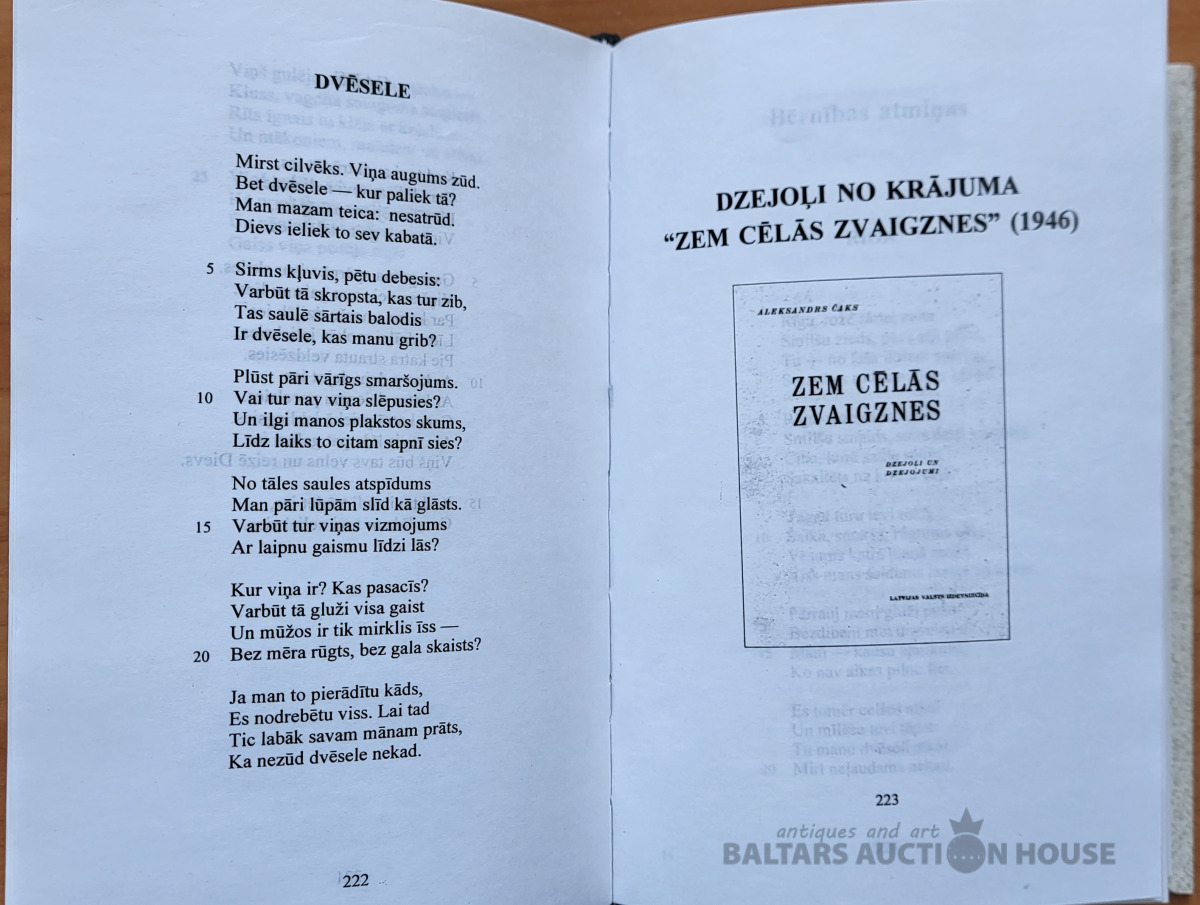 DVĒSELE
Mirst cilvēks. Viņa augums zūd.
Bet dvēsele — kur paliek tā?
Man mazam teica: nesatrūd.
Dievs ieliek to sev kabatā.
5 Sirms kļuvis, pētu debesis:
Varbūt tā skropsta, kas tur zib,
Tas saulē sārtais balodis
Ir dvēsele, kas manu grib?
Plūst pāri vārīgs smaršojums.
10 Vai tur nav viņa slēpusies?
Un ilgi manos plakstos skums,
Līdz laiks to citam sapnī sies?
No tāles saules atspīdums
Man pāri lūpām slīd kā glāsts.
15 Varbūt tur viņas vizmojums
Ar laipnu gaismu līdzi lās?
Kur viņa ir? Kas pasacīs?
Varbūt tā gluži visa gaist
Un mūžos ir tik mirklis īss —
20 Bez mēra rūgts, bez gala skaists?
Ja man to pierādītu kāds,
Es nodrebētu viss. Lai tad
Tic labāk savam mānam prāts,
Ka nezūd dvēsele nekad.
222
DZEJOĻI NO KRĀJUMA
“ZEM CĒLĀS ZVAIGZNES” (1946)
ALEKSANDRS ČAKS
ZEM CĒLĀS
ZVAIGZNES
DZEJOĻI UN
DZEJOJUMI
LATVIJAS VALSTS IZDEVNIECĪBA
223
antiques and art
BALTARS AUCTION HOUSE